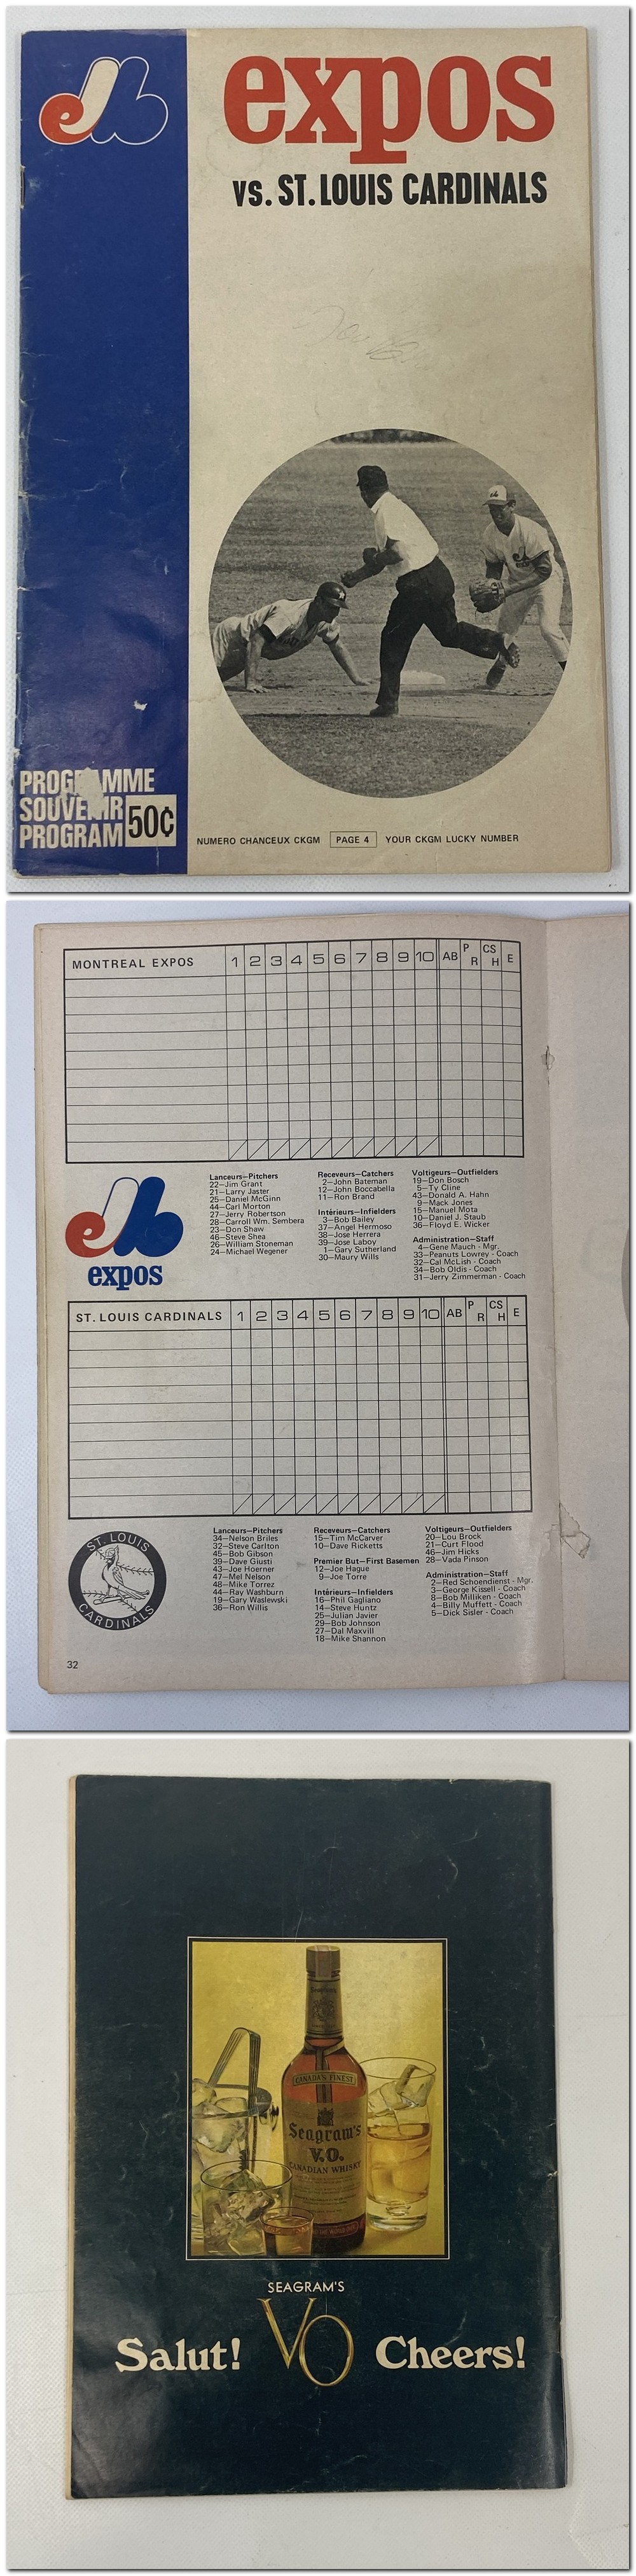 expos
vs. ST. LOUIS CARDINALS
PROGRAMME
SOUVENIR
PROGRAM 50¢
NUMERO CHANCEUX CKGM PAGE 4 YOUR CKGM LUCKY NUMBER
MONTREAL EXPOS 1 2 3 4 5 6 7 8 9 10 AB P R CS H E
expos
Lanceurs—Pitchers
22—Jim Grant
21—Larry Jaster
25—Daniel McGinn
44—Carl Morton
27—Jerry Robertson
28—Carroll Wm. Sembera
23—Don Shaw
46—Steve Shea
26—William Stoneman
24—Michael Wegener
Receveurs—Catchers
2—John Bateman
12—John Boccabella
11—Ron Brand
Intérieurs—Infielders
3—Bob Bailey
37—Angel Hermoso
38—Jose Herrera
39—Jose Laboy
1—Gary Sutherland
30—Maury Wills
Voltigeurs—Outfielders
19—Don Bosch
5—Ty Cline
43—Donald A. Hahn
9—Mack Jones
15—Manuel Mota
10—Daniel J. Staub
36—Floyd E. Wicker
Administration—Staff
4—Gene Mauch - Mgr.
33—Peanuts Lowrey - Coach
32—Cal McLish - Coach
34—Bob Oldis - Coach
31—Jerry Zimmerman - Coach
ST. LOUIS CARDINALS 1 2 3 4 5 6 7 8 9 10 AB P R CS H E
ST. LOUIS
CARDINALS
Lanceurs—Pitchers
34—Nelson Briles
32—Steve Carlton
45—Bob Gibson
39—Dave Giusti
43—Joe Hoerner
47—Mel Nelson
48—Mike Torrez
44—Ray Washburn
19—Gary Waslewski
36—Ron Willis
Receveurs—Catchers
15—Tim McCarver
10—Dave Ricketts
Premier But—First Basemen
12—Joe Hague
9—Joe Torre
Intérieurs—Infielders
16—Phil Gagliano
14—Steve Huntz
25—Julian Javier
29—Bob Johnson
27—Dal Maxvill
18—Mike Shannon
Voltigeurs—Outfielders
20—Lou Brock
21—Curt Flood
46—Jim Hicks
28—Vada Pinson
Administration—Staff
2—Red Schoendienst - Mgr.
3—George Kissell - Coach
8—Bob Milliken - Coach
4—Billy Muffett - Coach
5—Dick Sisler - Coach
32
CANADA'S FINEST
Seagram's
V.O.
CANADIAN WHISKY
SEAGRAM'S
Salut! VO Cheers!